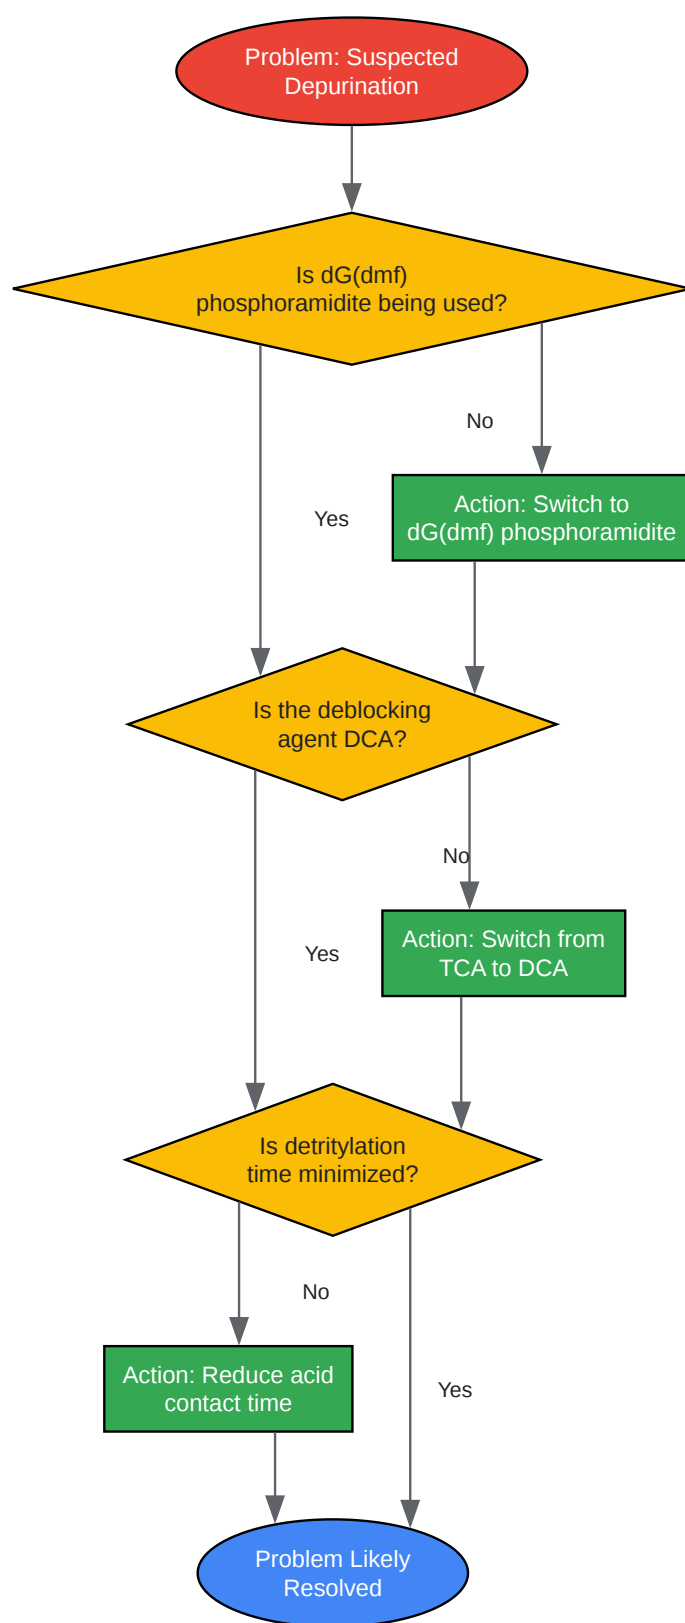 Problem: Suspected
Depurination
Is dG(dmf)
phosphoramidite being used?
No
Action: Switch to
dG(dmf) phosphoramidite
Yes
Is the deblocking
agent DCA?
No
Action: Switch from
TCA to DCA
Yes
Is detritylation
time minimized?
No
Action: Reduce acid
contact time
Yes
Problem Likely
Resolved